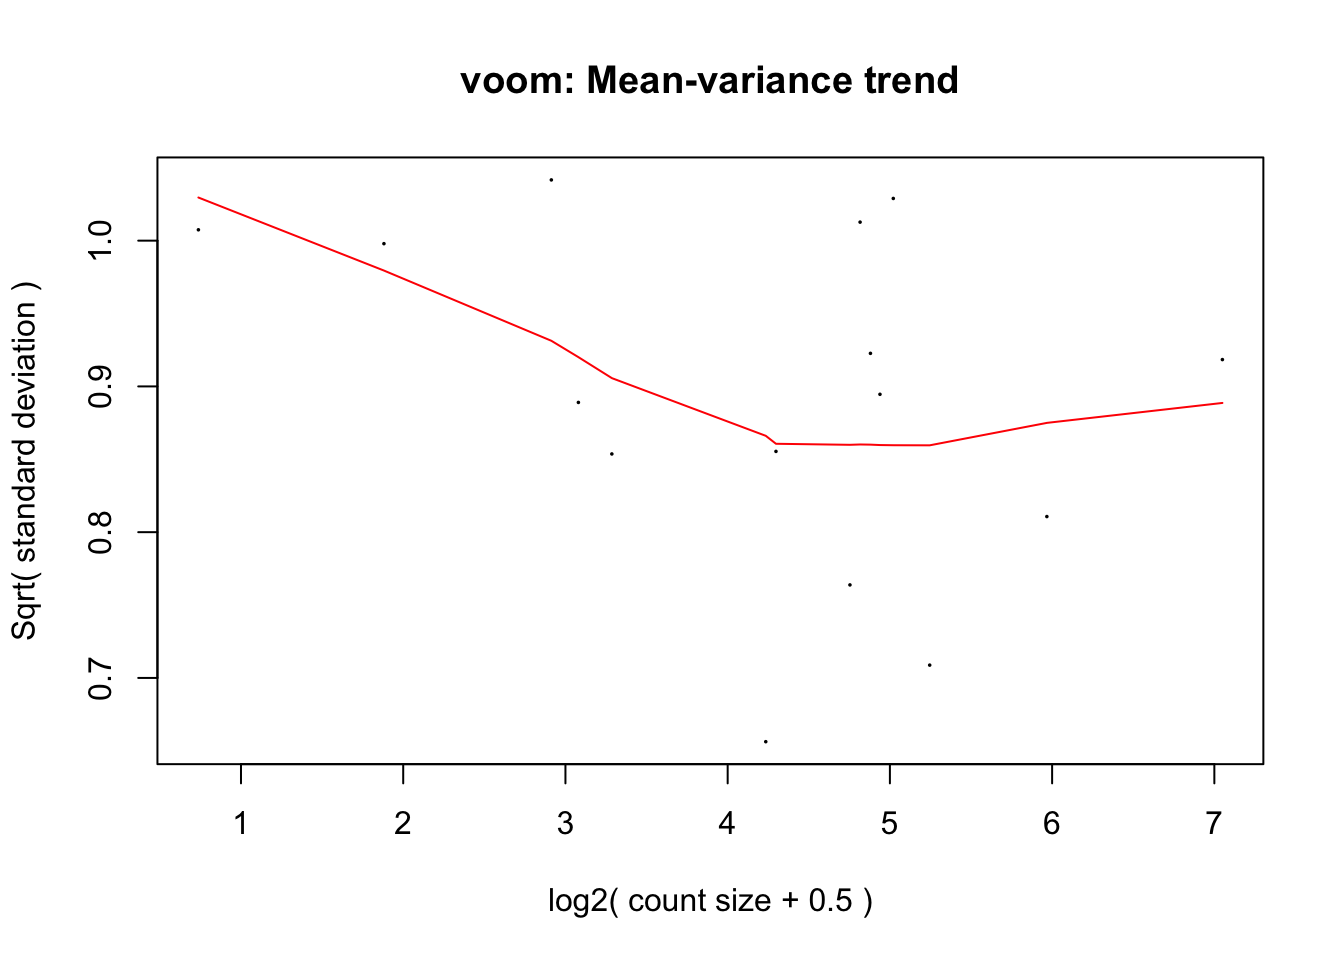 voom: Mean-variance trend
Sqrt( standard deviation )
1.0
0.9
0.8
0.7
1 2 3 4 5 6 7
log2( count size + 0.5 )